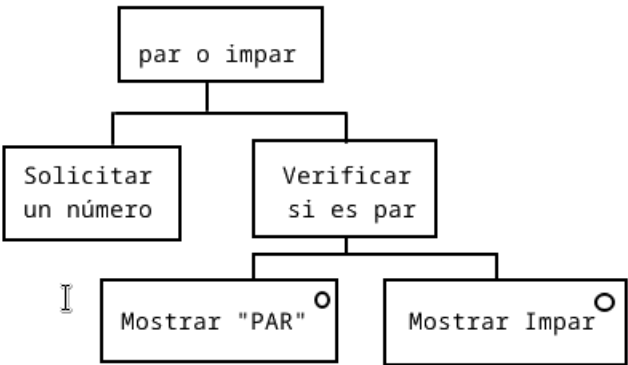 par o impar
Solicitar
un número
Verificar
si es par
Mostrar "PAR"
Mostrar Impar